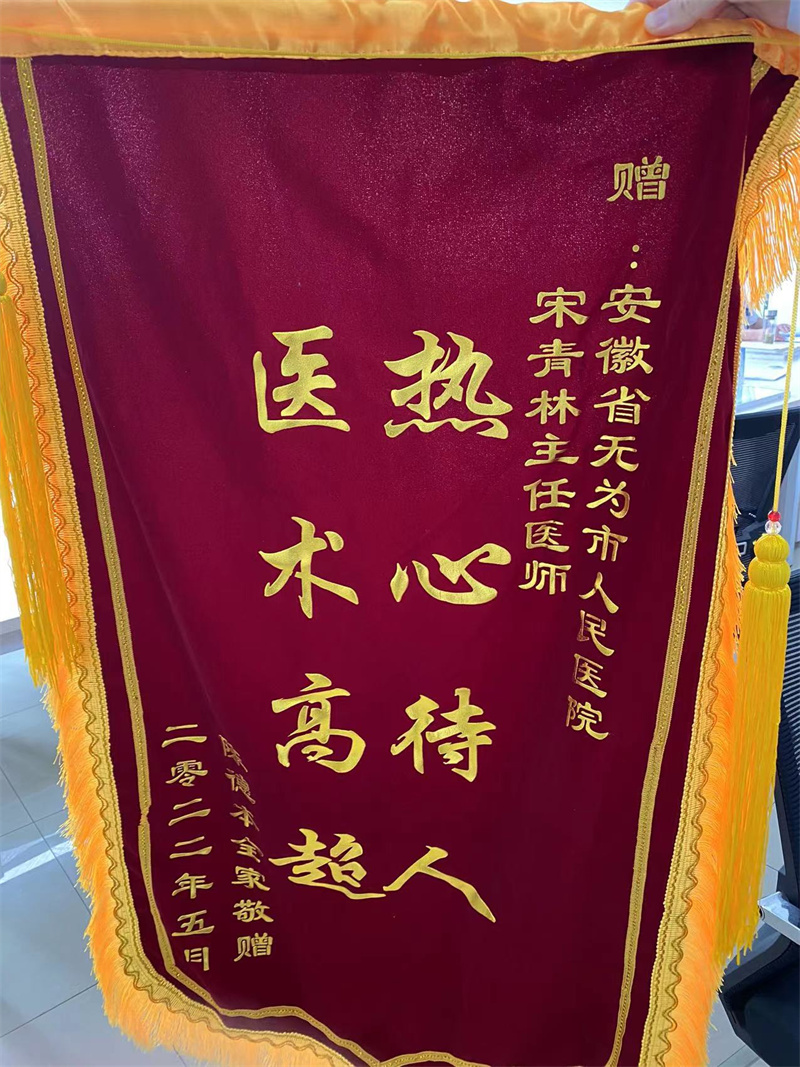 赠：安徽省无为市人民医院
宋青林主任医师
热心待人
医术高超
陈德本全家敬赠
二零二二年五月